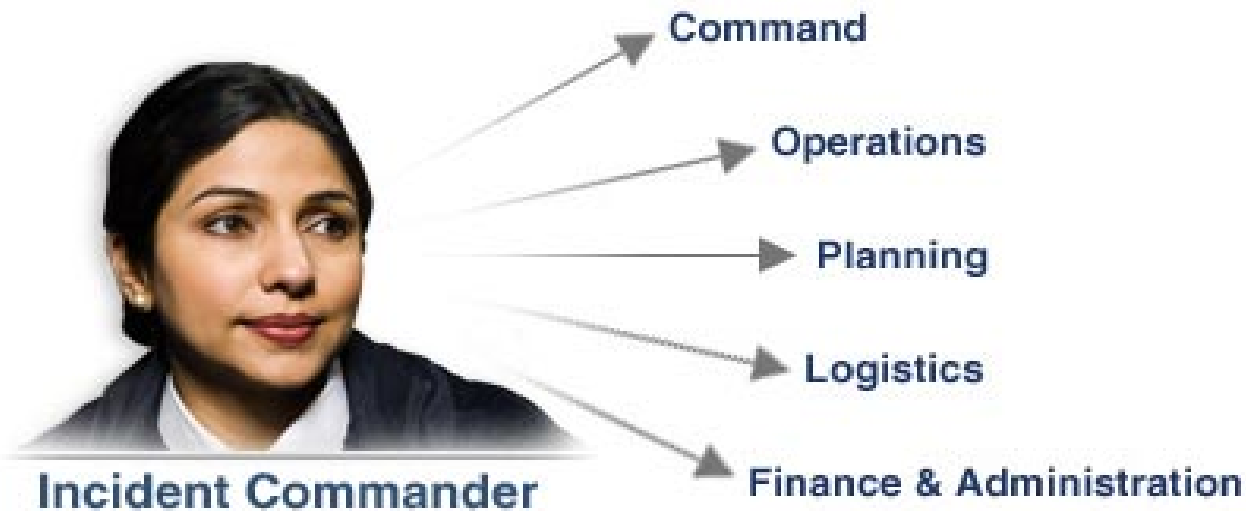 Command
Operations
Planning
Logistics
Finance & Administration
Incident Commander